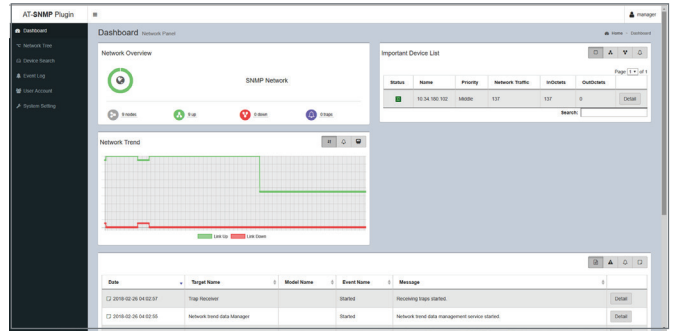 AT-SNMP Plugin
manager
Dashboard
Network Tree
Device Search
Event Log
User Account
System Setting
Dashboard Network Panel
Home > Dashboard
Network Overview
SNMP Network
9 nodes
9 up
0 down
0 traps
Important Device List
Page 1 of 1
Status Name Priority Network Traffic InOctets OutOctets
10.34.160.102 Middle 137 137 0 Detail
Search:
Network Trend
Link Up Link Down
Date Target Name Model Name Event Name Message
2019-02-26 04:02:57 Trap Receiver Started Receiving traps started. Detail
2019-02-26 04:02:55 Network trend data Manager Started Network trend data management service started. Detail